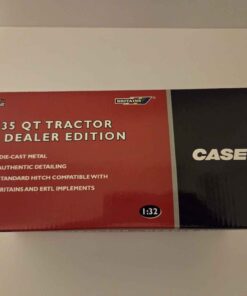 BRITAINS
35 QT TRACTOR
DEALER EDITION
DIE-CAST METAL
AUTHENTIC DETAILING
STANDARD HITCH COMPATIBLE WITH
BRITAINS AND ERTL IMPLEMENTS
CASE
1:32